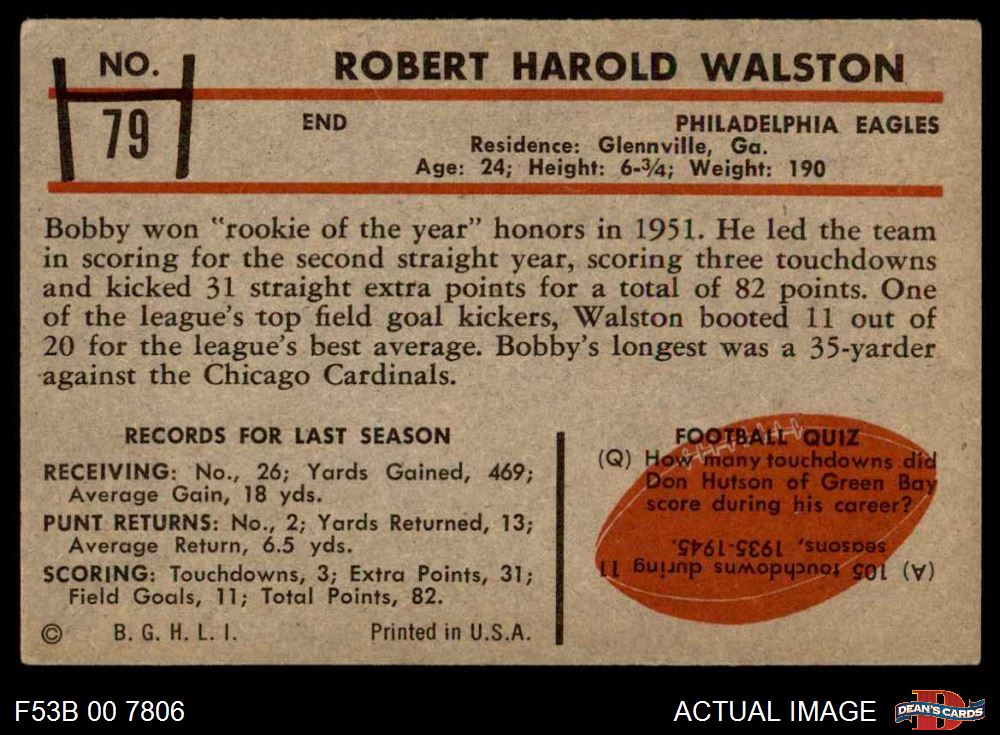 NO.
79
ROBERT HAROLD WALSTON
END
PHILADELPHIA EAGLES
Residence: Glennville, Ga.
Age: 24; Height: 6-3/4; Weight: 190
Bobby won "rookie of the year" honors in 1951. He led the team
in scoring for the second straight year, scoring three touchdowns
and kicked 31 straight extra points for a total of 82 points. One
of the league's top field goal kickers, Walston booted 11 out of
20 for the league's best average. Bobby's longest was a 35-yarder
against the Chicago Cardinals.
RECORDS FOR LAST SEASON
RECEIVING: No., 26; Yards Gained, 469;
Average Gain, 18 yds.
PUNT RETURNS: No., 2; Yards Returned, 13;
Average Return, 6.5 yds.
SCORING: Touchdowns, 3; Extra Points, 31;
Field Goals, 11; Total Points, 82.
© B. G. H. L. I. Printed in U.S.A.
FOOTBALL QUIZ
(Q) How many touchdowns did
Don Hutson of Green Bay
score during his career?
(A) 105 touchdowns during 11
seasons, 1935-1945.
F53B 00 7806
ACTUAL IMAGE
DEAN'S CARDS